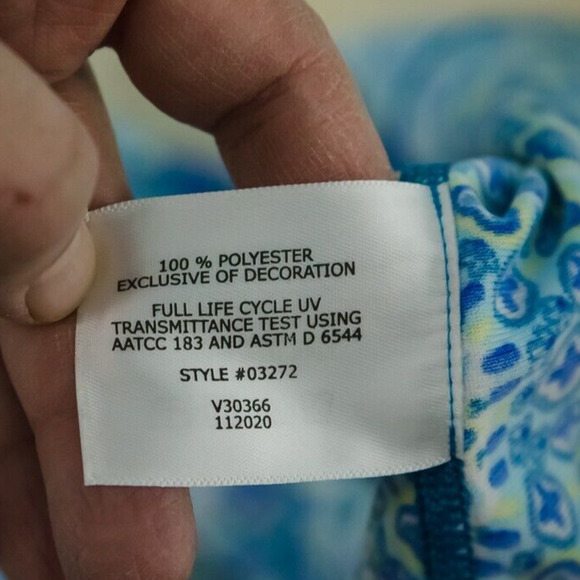 100 % POLYESTER
EXCLUSIVE OF DECORATION
FULL LIFE CYCLE UV
TRANSMITTANCE TEST USING
AATCC 183 AND ASTM D 6544
STYLE #03272
V30366
112020